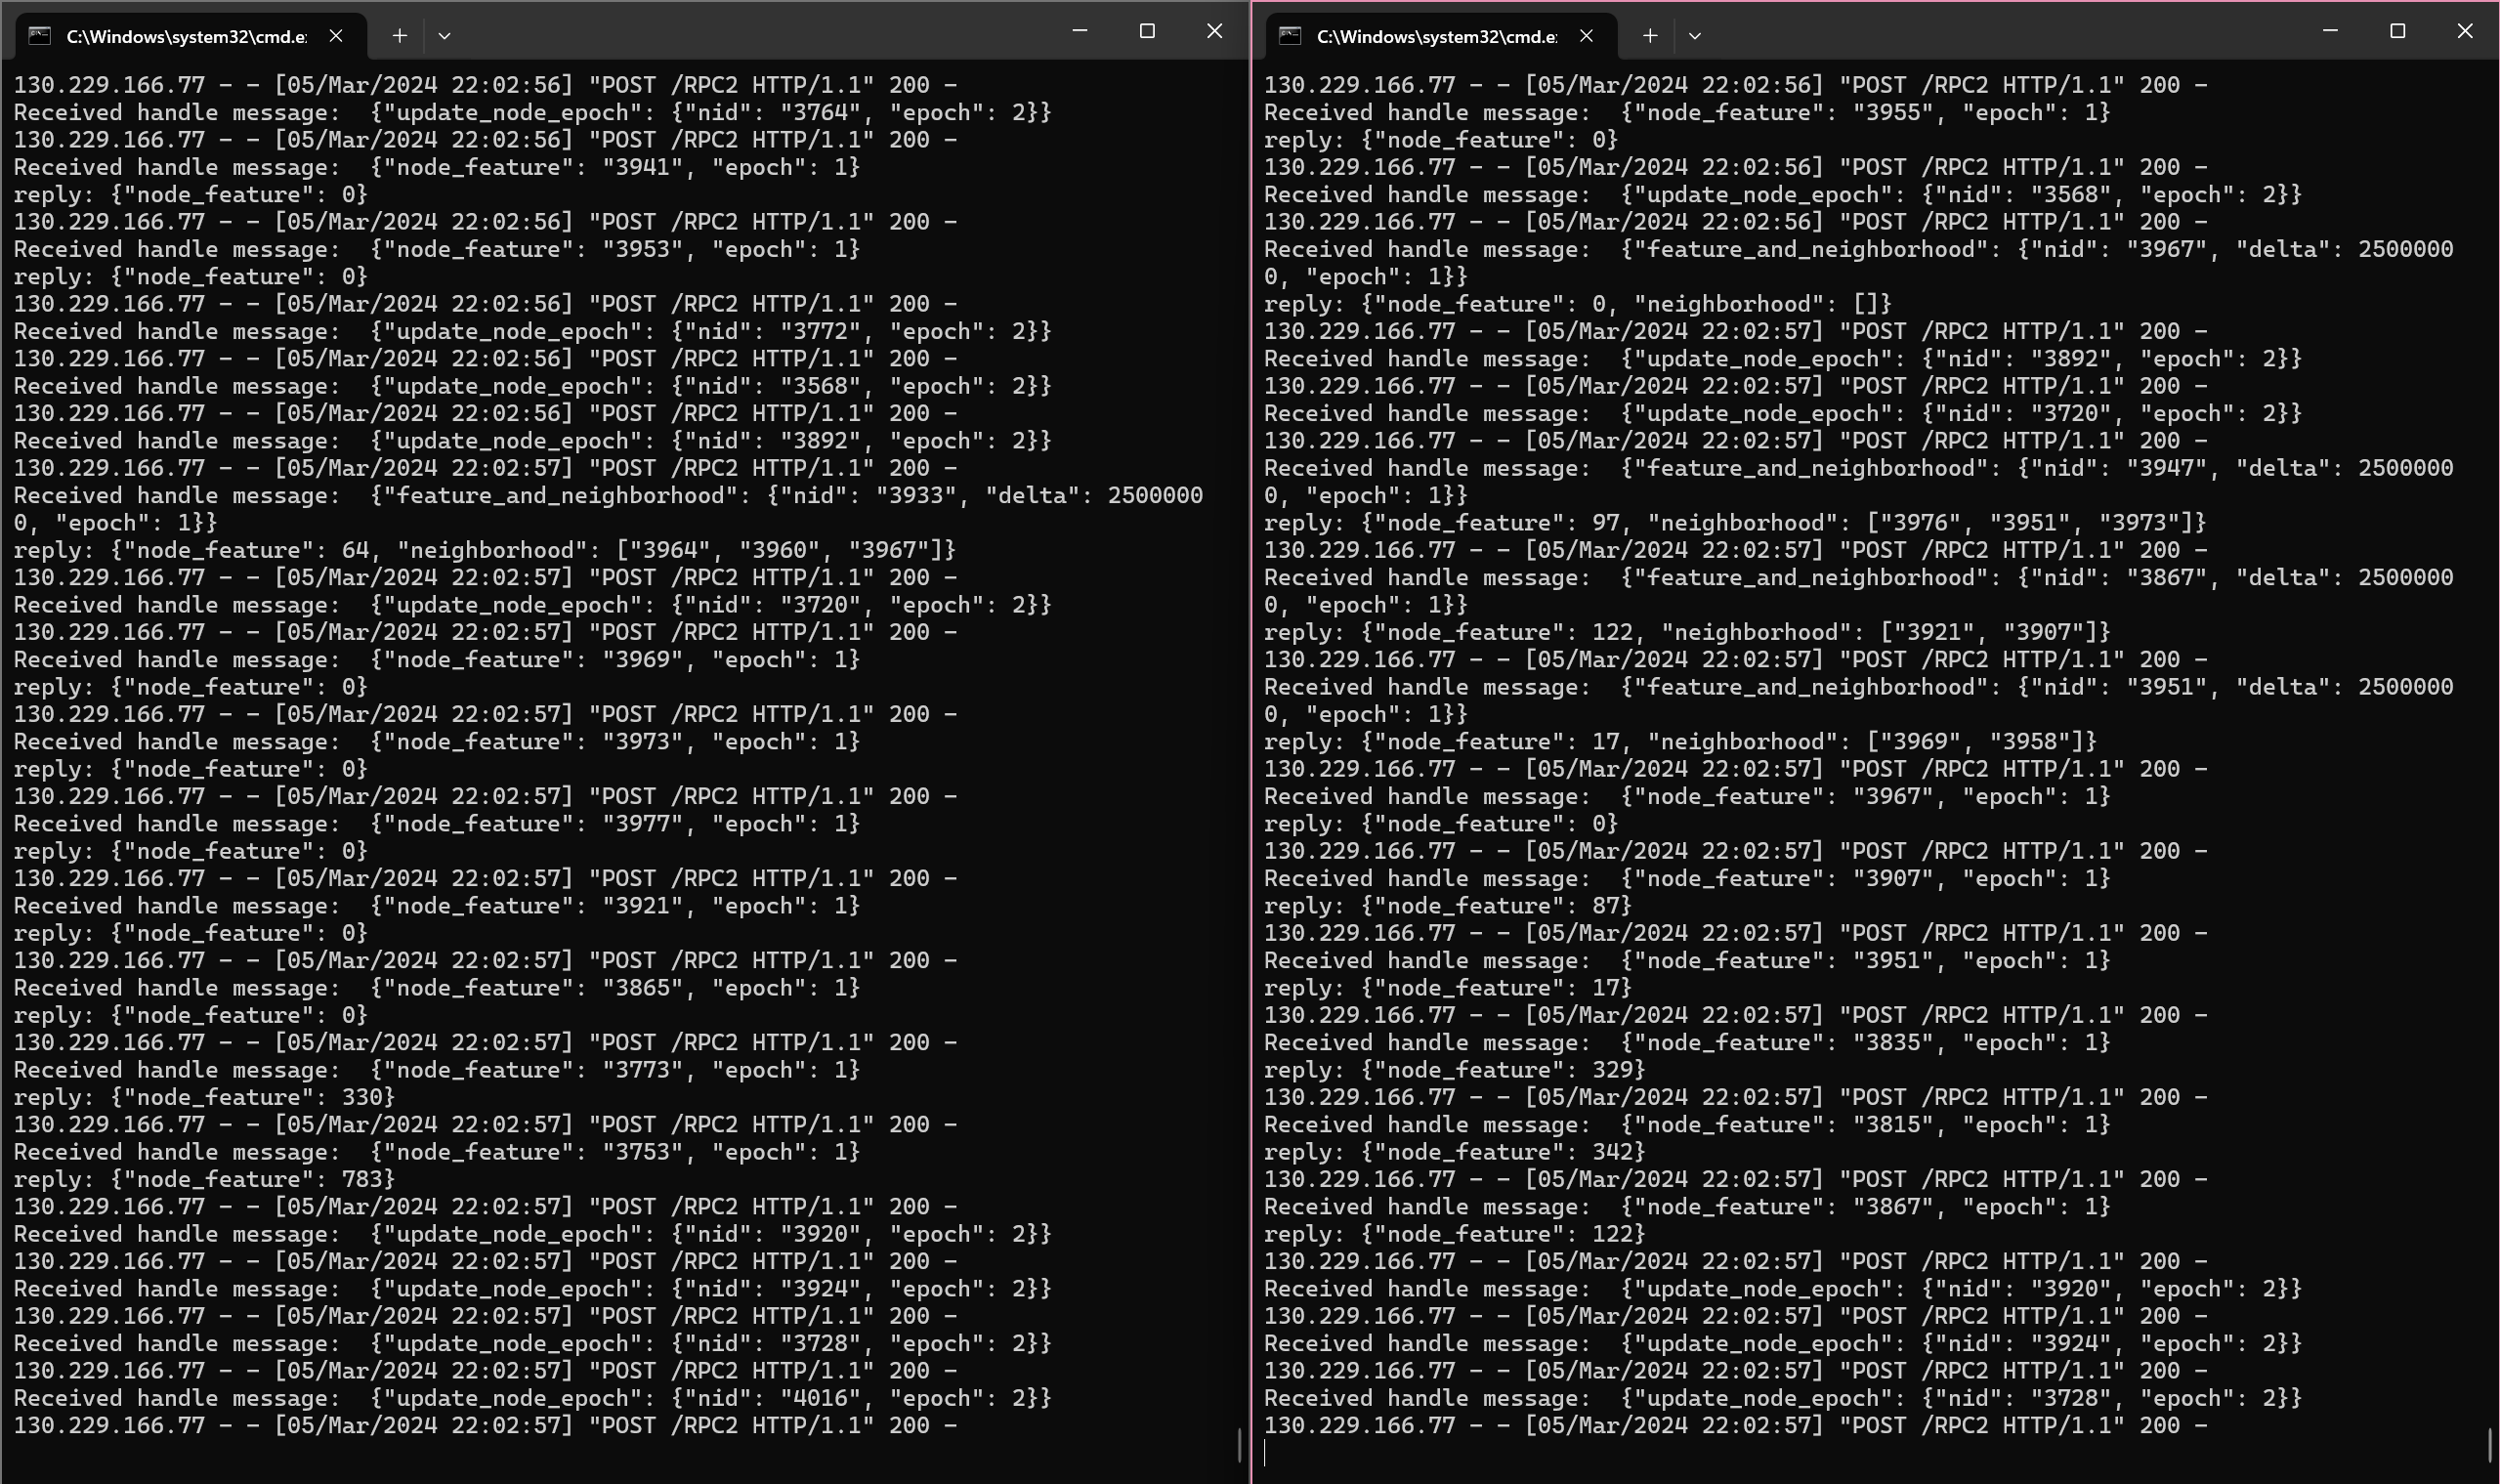 C:\Windows\system32\cmd.e:
130.229.166.77 - - [05/Mar/2024 22:02:56] "POST /RPC2 HTTP/1.1" 200 -
Received handle message:  {"update_node_epoch": {"nid": "3764", "epoch": 2}}
130.229.166.77 - - [05/Mar/2024 22:02:56] "POST /RPC2 HTTP/1.1" 200 -
Received handle message:  {"node_feature": "3941", "epoch": 1}
reply: {"node_feature": 0}
130.229.166.77 - - [05/Mar/2024 22:02:56] "POST /RPC2 HTTP/1.1" 200 -
Received handle message:  {"node_feature": "3953", "epoch": 1}
reply: {"node_feature": 0}
130.229.166.77 - - [05/Mar/2024 22:02:56] "POST /RPC2 HTTP/1.1" 200 -
Received handle message:  {"update_node_epoch": {"nid": "3772", "epoch": 2}}
130.229.166.77 - - [05/Mar/2024 22:02:56] "POST /RPC2 HTTP/1.1" 200 -
Received handle message:  {"update_node_epoch": {"nid": "3568", "epoch": 2}}
130.229.166.77 - - [05/Mar/2024 22:02:56] "POST /RPC2 HTTP/1.1" 200 -
Received handle message:  {"update_node_epoch": {"nid": "3892", "epoch": 2}}
130.229.166.77 - - [05/Mar/2024 22:02:57] "POST /RPC2 HTTP/1.1" 200 -
Received handle message:  {"feature_and_neighborhood": {"nid": "3933", "delta": 2500000
0, "epoch": 1}}
reply: {"node_feature": 64, "neighborhood": ["3964", "3960", "3967"]}
130.229.166.77 - - [05/Mar/2024 22:02:57] "POST /RPC2 HTTP/1.1" 200 -
Received handle message:  {"update_node_epoch": {"nid": "3720", "epoch": 2}}
130.229.166.77 - - [05/Mar/2024 22:02:57] "POST /RPC2 HTTP/1.1" 200 -
Received handle message:  {"node_feature": "3969", "epoch": 1}
reply: {"node_feature": 0}
130.229.166.77 - - [05/Mar/2024 22:02:57] "POST /RPC2 HTTP/1.1" 200 -
Received handle message:  {"node_feature": "3973", "epoch": 1}
reply: {"node_feature": 0}
130.229.166.77 - - [05/Mar/2024 22:02:57] "POST /RPC2 HTTP/1.1" 200 -
Received handle message:  {"node_feature": "3977", "epoch": 1}
reply: {"node_feature": 0}
130.229.166.77 - - [05/Mar/2024 22:02:57] "POST /RPC2 HTTP/1.1" 200 -
Received handle message:  {"node_feature": "3921", "epoch": 1}
reply: {"node_feature": 0}
130.229.166.77 - - [05/Mar/2024 22:02:57] "POST /RPC2 HTTP/1.1" 200 -
Received handle message:  {"node_feature": "3865", "epoch": 1}
reply: {"node_feature": 0}
130.229.166.77 - - [05/Mar/2024 22:02:57] "POST /RPC2 HTTP/1.1" 200 -
Received handle message:  {"node_feature": "3773", "epoch": 1}
reply: {"node_feature": 330}
130.229.166.77 - - [05/Mar/2024 22:02:57] "POST /RPC2 HTTP/1.1" 200 -
Received handle message:  {"node_feature": "3753", "epoch": 1}
reply: {"node_feature": 783}
130.229.166.77 - - [05/Mar/2024 22:02:57] "POST /RPC2 HTTP/1.1" 200 -
Received handle message:  {"update_node_epoch": {"nid": "3920", "epoch": 2}}
130.229.166.77 - - [05/Mar/2024 22:02:57] "POST /RPC2 HTTP/1.1" 200 -
Received handle message:  {"update_node_epoch": {"nid": "3924", "epoch": 2}}
130.229.166.77 - - [05/Mar/2024 22:02:57] "POST /RPC2 HTTP/1.1" 200 -
Received handle message:  {"update_node_epoch": {"nid": "3728", "epoch": 2}}
130.229.166.77 - - [05/Mar/2024 22:02:57] "POST /RPC2 HTTP/1.1" 200 -
Received handle message:  {"update_node_epoch": {"nid": "4016", "epoch": 2}}
130.229.166.77 - - [05/Mar/2024 22:02:57] "POST /RPC2 HTTP/1.1" 200 -
C:\Windows\system32\cmd.e:
130.229.166.77 - - [05/Mar/2024 22:02:56] "POST /RPC2 HTTP/1.1" 200 -
Received handle message:  {"node_feature": "3955", "epoch": 1}
reply: {"node_feature": 0}
130.229.166.77 - - [05/Mar/2024 22:02:56] "POST /RPC2 HTTP/1.1" 200 -
Received handle message:  {"update_node_epoch": {"nid": "3568", "epoch": 2}}
130.229.166.77 - - [05/Mar/2024 22:02:56] "POST /RPC2 HTTP/1.1" 200 -
Received handle message:  {"feature_and_neighborhood": {"nid": "3967", "delta": 2500000
0, "epoch": 1}}
reply: {"node_feature": 0, "neighborhood": []}
130.229.166.77 - - [05/Mar/2024 22:02:57] "POST /RPC2 HTTP/1.1" 200 -
Received handle message:  {"update_node_epoch": {"nid": "3892", "epoch": 2}}
130.229.166.77 - - [05/Mar/2024 22:02:57] "POST /RPC2 HTTP/1.1" 200 -
Received handle message:  {"update_node_epoch": {"nid": "3720", "epoch": 2}}
130.229.166.77 - - [05/Mar/2024 22:02:57] "POST /RPC2 HTTP/1.1" 200 -
Received handle message:  {"feature_and_neighborhood": {"nid": "3947", "delta": 2500000
0, "epoch": 1}}
reply: {"node_feature": 97, "neighborhood": ["3976", "3951", "3973"]}
130.229.166.77 - - [05/Mar/2024 22:02:57] "POST /RPC2 HTTP/1.1" 200 -
Received handle message:  {"feature_and_neighborhood": {"nid": "3867", "delta": 2500000
0, "epoch": 1}}
reply: {"node_feature": 122, "neighborhood": ["3921", "3907"]}
130.229.166.77 - - [05/Mar/2024 22:02:57] "POST /RPC2 HTTP/1.1" 200 -
Received handle message:  {"feature_and_neighborhood": {"nid": "3951", "delta": 2500000
0, "epoch": 1}}
reply: {"node_feature": 17, "neighborhood": ["3969", "3958"]}
130.229.166.77 - - [05/Mar/2024 22:02:57] "POST /RPC2 HTTP/1.1" 200 -
Received handle message:  {"node_feature": "3967", "epoch": 1}
reply: {"node_feature": 0}
130.229.166.77 - - [05/Mar/2024 22:02:57] "POST /RPC2 HTTP/1.1" 200 -
Received handle message:  {"node_feature": "3907", "epoch": 1}
reply: {"node_feature": 87}
130.229.166.77 - - [05/Mar/2024 22:02:57] "POST /RPC2 HTTP/1.1" 200 -
Received handle message:  {"node_feature": "3951", "epoch": 1}
reply: {"node_feature": 17}
130.229.166.77 - - [05/Mar/2024 22:02:57] "POST /RPC2 HTTP/1.1" 200 -
Received handle message:  {"node_feature": "3835", "epoch": 1}
reply: {"node_feature": 329}
130.229.166.77 - - [05/Mar/2024 22:02:57] "POST /RPC2 HTTP/1.1" 200 -
Received handle message:  {"node_feature": "3815", "epoch": 1}
reply: {"node_feature": 342}
130.229.166.77 - - [05/Mar/2024 22:02:57] "POST /RPC2 HTTP/1.1" 200 -
Received handle message:  {"node_feature": "3867", "epoch": 1}
reply: {"node_feature": 122}
130.229.166.77 - - [05/Mar/2024 22:02:57] "POST /RPC2 HTTP/1.1" 200 -
Received handle message:  {"update_node_epoch": {"nid": "3920", "epoch": 2}}
130.229.166.77 - - [05/Mar/2024 22:02:57] "POST /RPC2 HTTP/1.1" 200 -
Received handle message:  {"update_node_epoch": {"nid": "3924", "epoch": 2}}
130.229.166.77 - - [05/Mar/2024 22:02:57] "POST /RPC2 HTTP/1.1" 200 -
Received handle message:  {"update_node_epoch": {"nid": "3728", "epoch": 2}}
130.229.166.77 - - [05/Mar/2024 22:02:57] "POST /RPC2 HTTP/1.1" 200 -